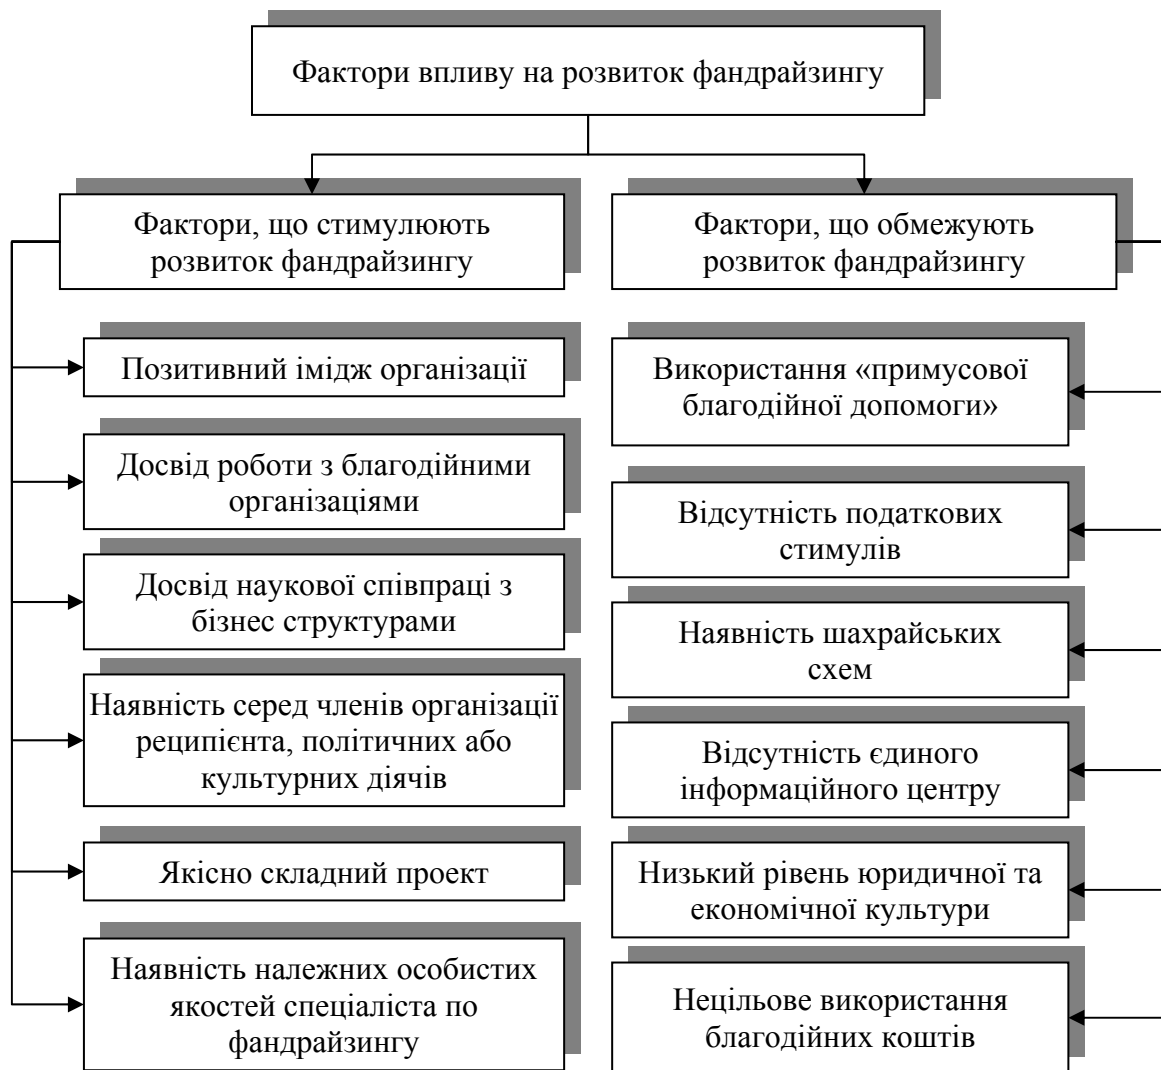 Фактори впливу на розвиток фандрайзингу
Фактори, що стимулюють
розвиток фандрайзингу
Позитивний імідж організації
Досвід роботи з благодійними
організаціями
Досвід наукової співпраці з
бізнес структурами
Наявність серед членів організації
реципієнта, політичних або
культурних діячів
Якісно складний проект
Наявність належних особистих
якостей спеціаліста по
фандрайзингу
Фактори, що обмежують
розвиток фандрайзингу
Використання «примусової
благодійної допомоги»
Відсутність податкових
стимулів
Наявність шахрайських
схем
Відсутність єдиного
інформаційного центру
Низький рівень юридичної та
економічної культури
Нецільове використання
благодійних коштів